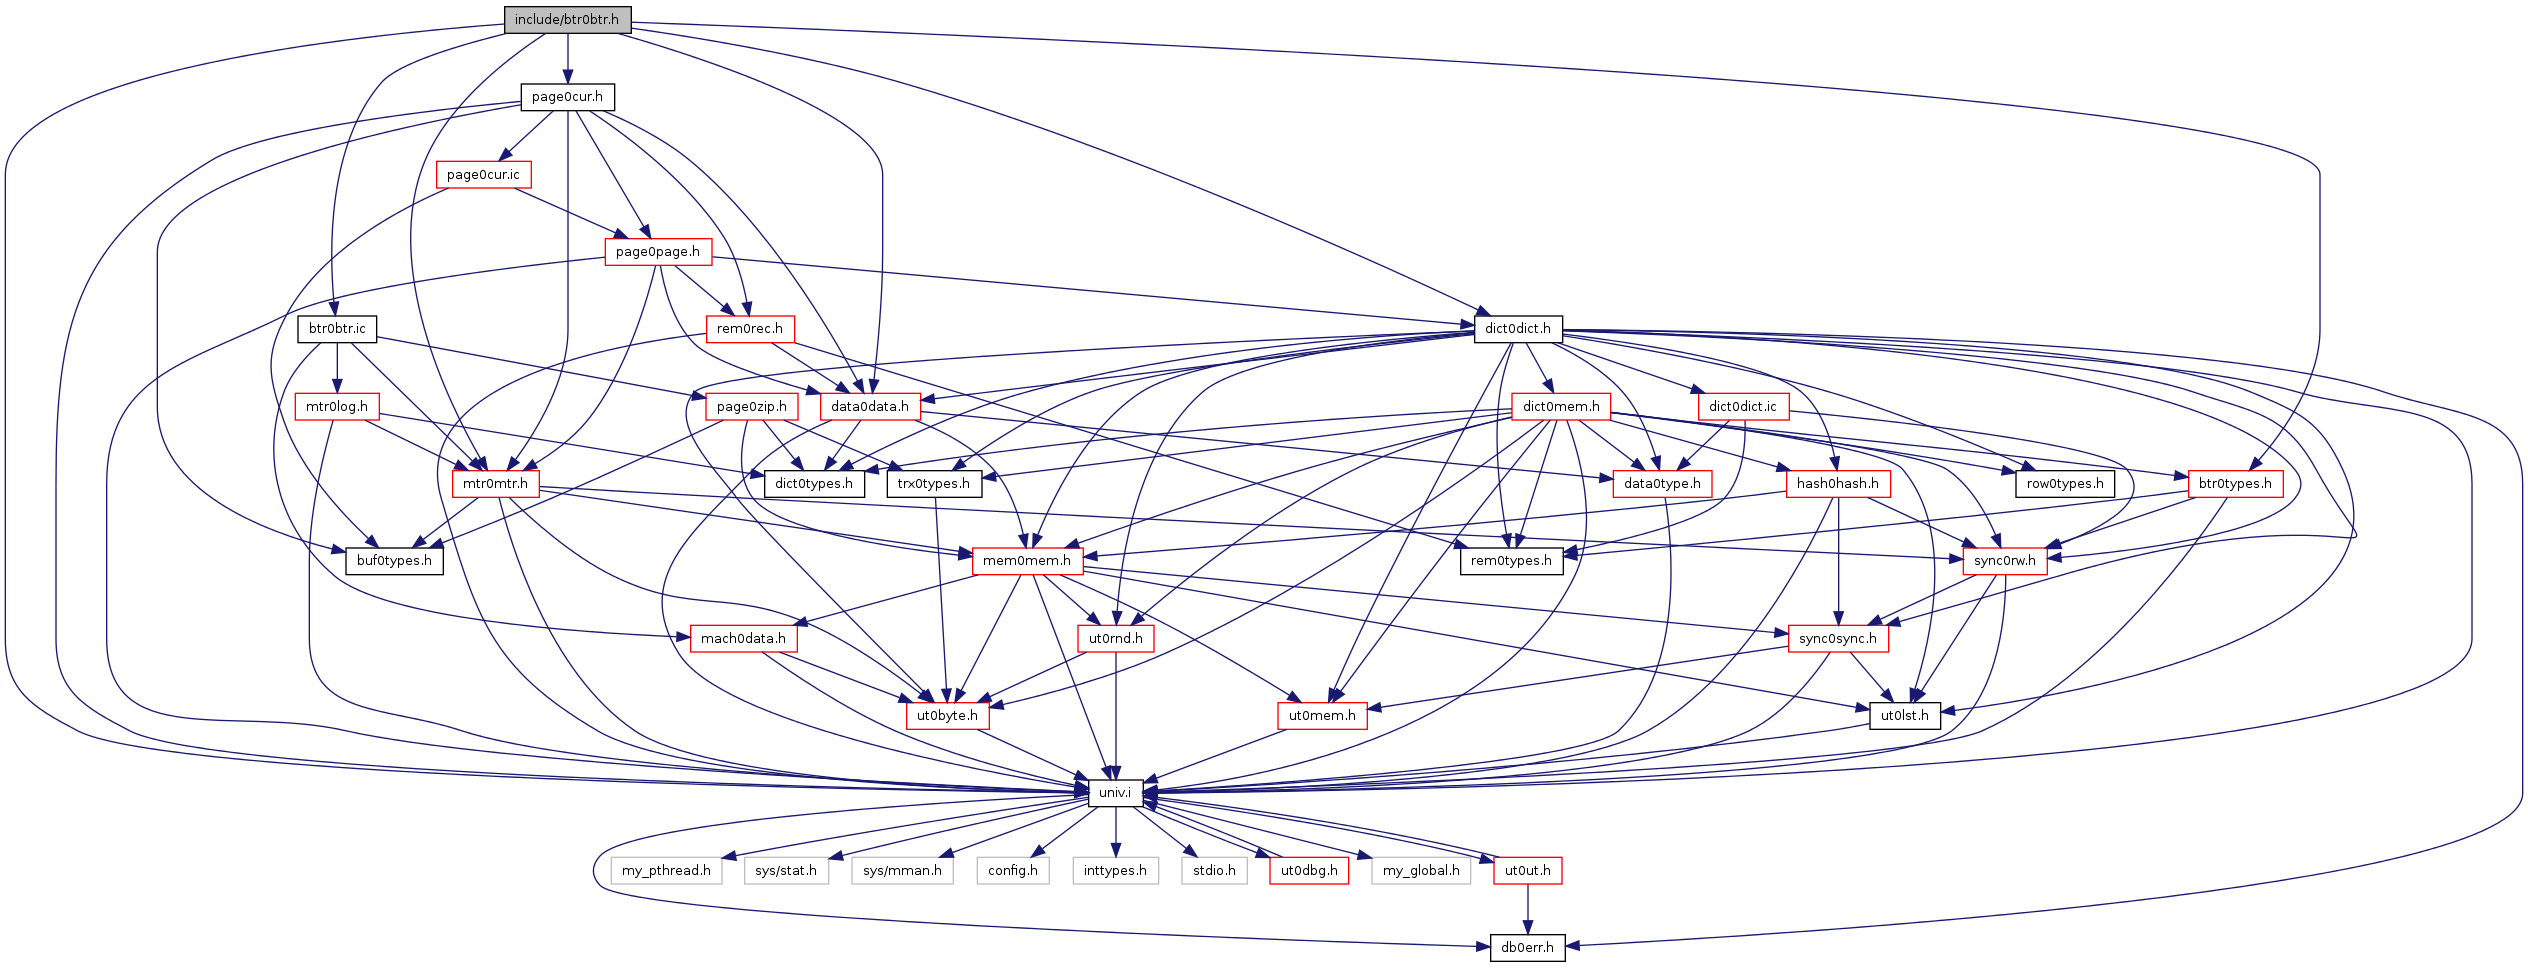 include/btr0btr.h
page0cur.h
page0cur.ic
page0page.h
btr0btr.ic
rem0rec.h
dict0dict.h
mtr0log.h
page0zip.h
data0data.h
dict0mem.h
dict0dict.ic
mtr0mtr.h
dict0types.h
trx0types.h
data0type.h
hash0hash.h
row0types.h
btr0types.h
buf0types.h
mem0mem.h
rem0types.h
sync0rw.h
mach0data.h
ut0rnd.h
sync0sync.h
ut0byte.h
ut0mem.h
ut0lst.h
univ.i
my_pthread.h
sys/stat.h
sys/mman.h
config.h
inttypes.h
stdio.h
ut0dbg.h
my_global.h
ut0ut.h
db0err.h